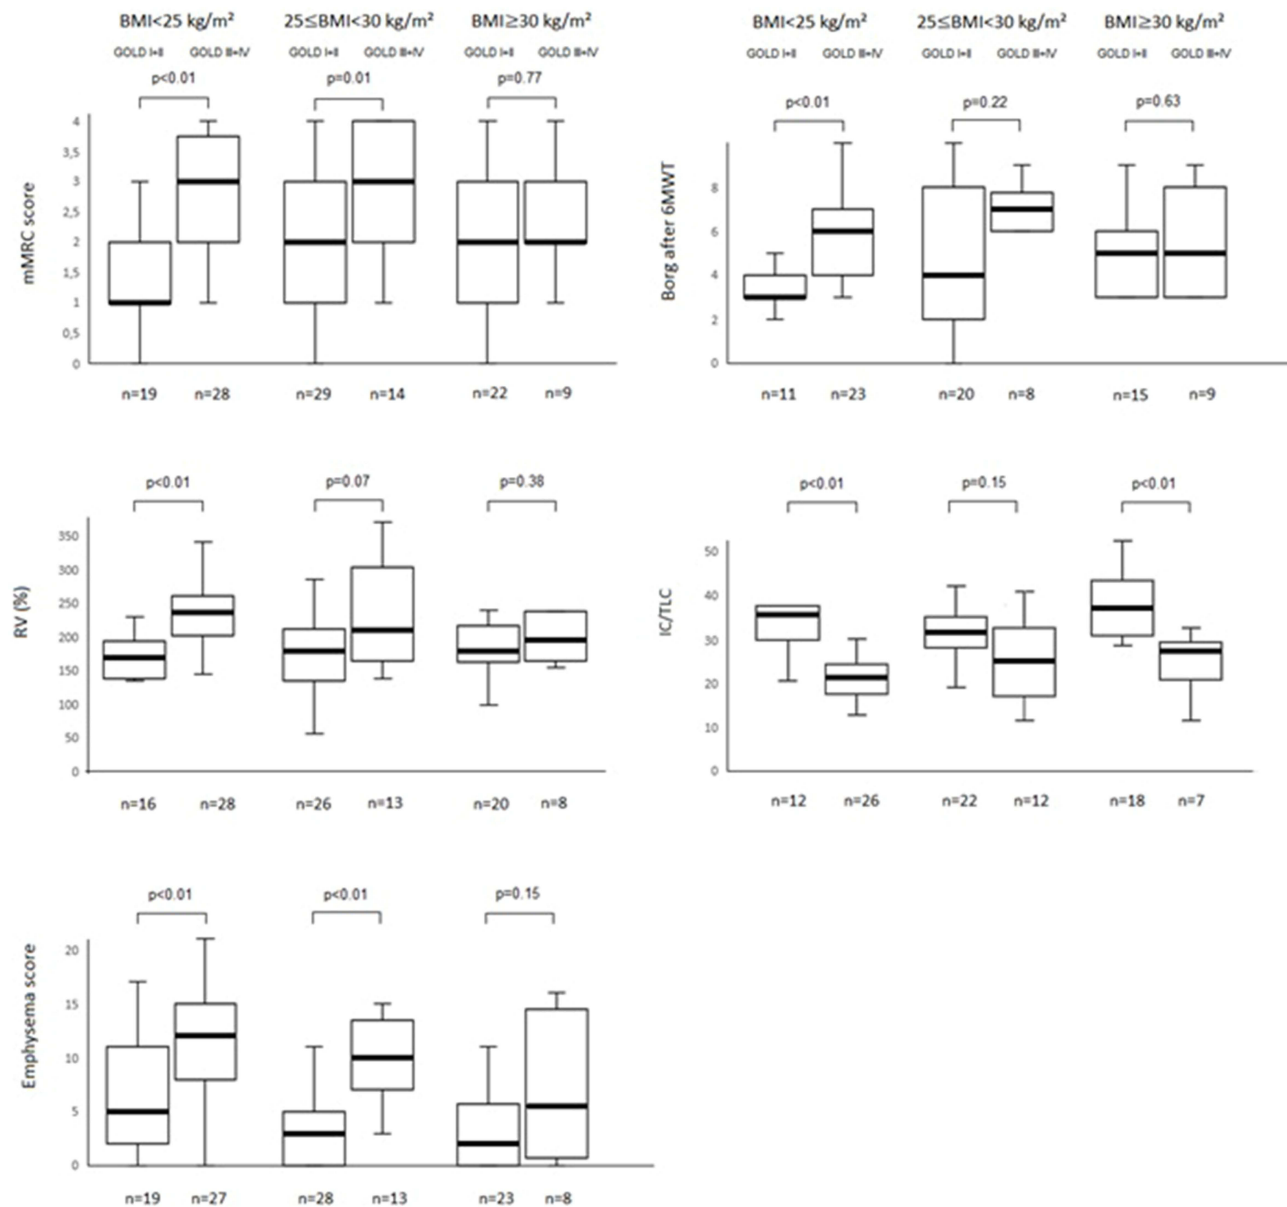 BMI<25 kg/m² 25≤BMI<30 kg/m² BMI≥30 kg/m²
GOLD I+II GOLD III+IV GOLD I+II GOLD III+IV GOLD I+II GOLD III+IV
p<0.01 p=0.01 p=0.77
mMRC score
4
3,5
3
2,5
2
1,5
1
0,5
0
n=19 n=28 n=29 n=14 n=22 n=9
BMI<25 kg/m² 25≤BMI<30 kg/m² BMI≥30 kg/m²
GOLD I+II GOLD III+IV GOLD I+II GOLD III+IV GOLD I+II GOLD III+IV
p<0.01 p=0.22 p=0.63
Borg after 6MWT
8
6
4
2
0
n=11 n=23 n=20 n=8 n=15 n=9
p<0.01 p=0.07 p=0.38
RV (%)
350
300
250
200
150
100
50
0
n=16 n=28 n=26 n=13 n=20 n=8
p<0.01 p=0.15 p<0.01
IC/TLC
50
40
30
20
10
0
n=12 n=26 n=22 n=12 n=18 n=7
p<0.01 p<0.01 p=0.15
Emphysema score
20
15
10
5
0
n=19 n=27 n=28 n=13 n=23 n=8